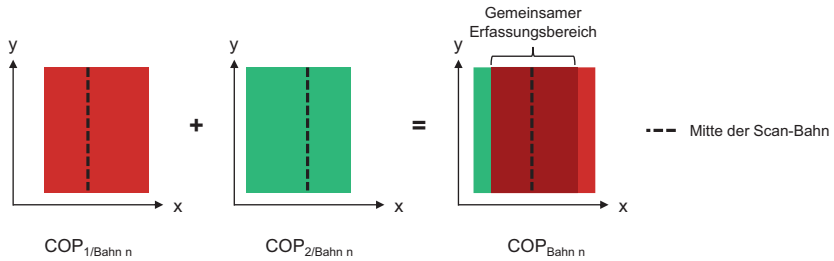 Gemeinsamer
Erfassungsbereich
y
y
y
+
=
Mitte der Scan-Bahn
x
x
x
COP1/Bahn n
COP2/Bahn n
COPBahn n